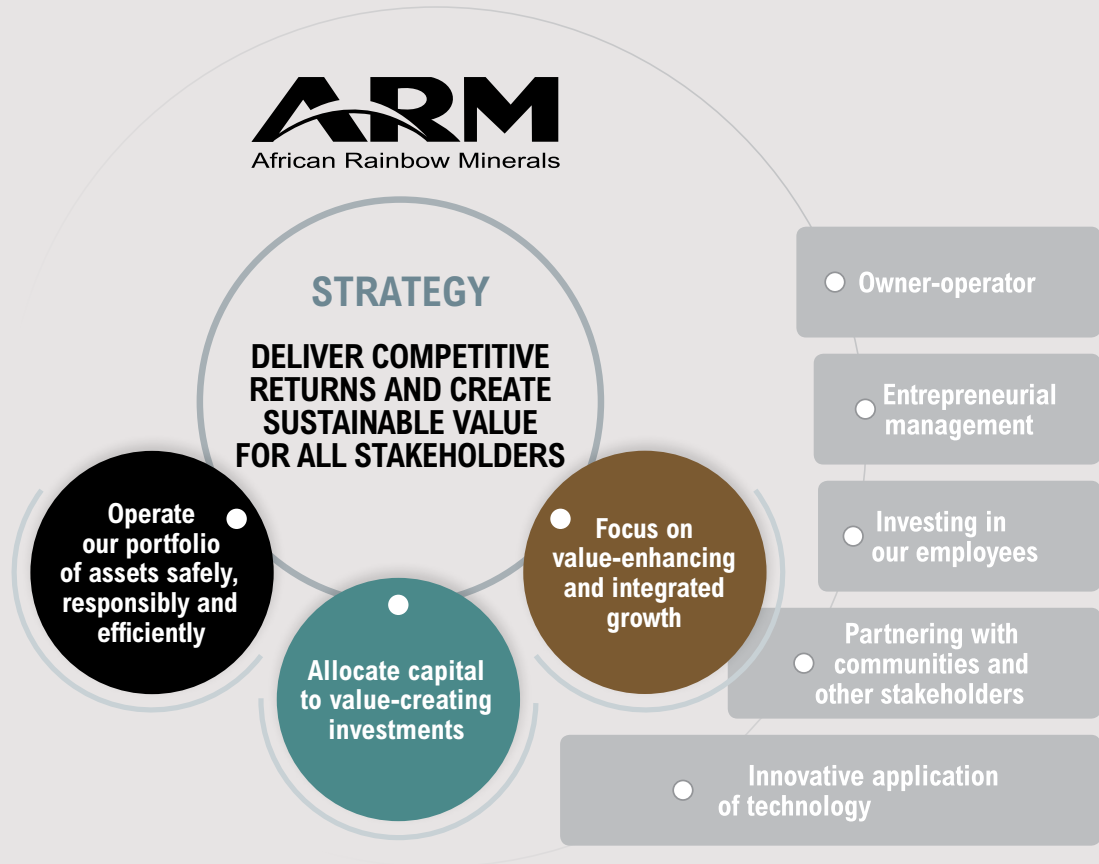 ARM
African Rainbow Minerals
STRATEGY
DELIVER COMPETITIVE
RETURNS AND CREATE
SUSTAINABLE VALUE
FOR ALL STAKEHOLDERS
Operate
our portfolio
of assets safely,
responsibly and
efficiently
Allocate capital
to value-creating
investments
Focus on
value-enhancing
and integrated
growth
Owner-operator
Entrepreneurial
management
Investing in
our employees
Partnering with
communities and
other stakeholders
Innovative application
of technology